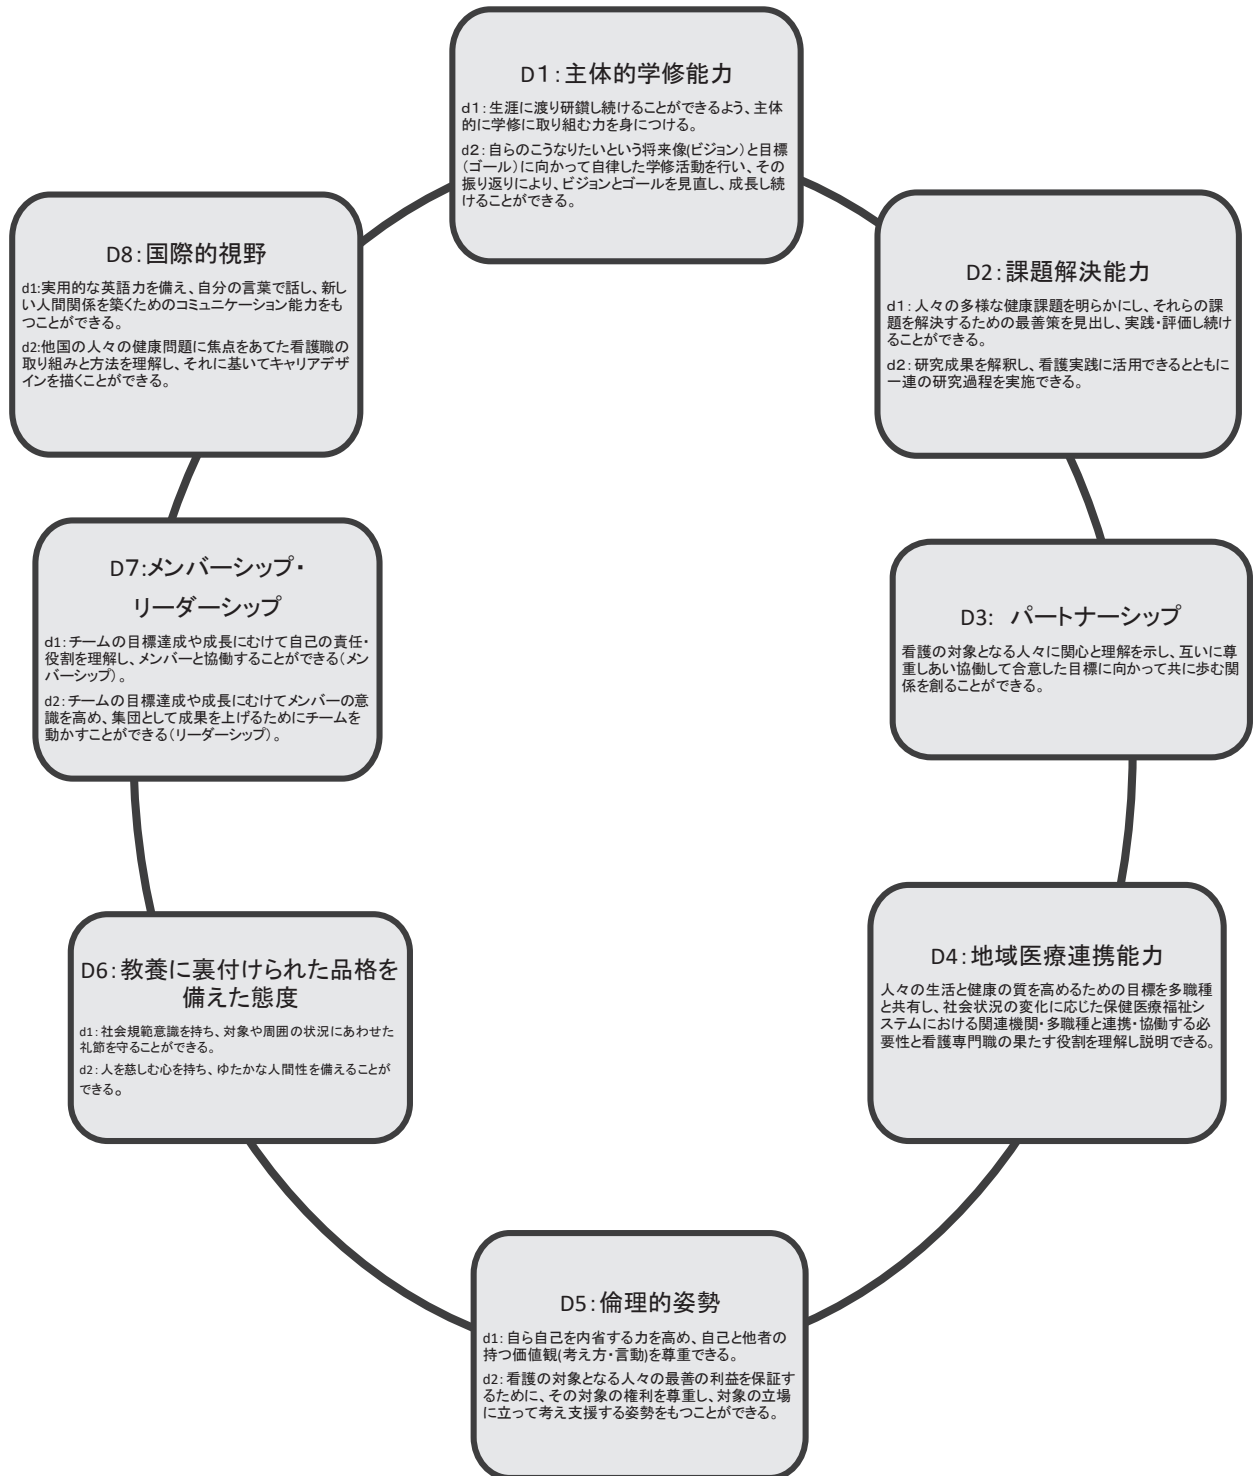 D1：主体的学修能力
d1：生涯に渡り研鑽し続けることができるよう、主体
的に学修に取り組む力を身につける。
d2：自らのこうなりたいという将来像(ビジョン)と目標
(ゴール)に向かって自律した学修活動を行い、その
振り返りにより、ビジョンとゴールを見直し、成長し続
けることができる。
D2：課題解決能力
d1：人々の多様な健康課題を明らかにし、それらの課
題を解決するための最善策を見出し、実践・評価し続け
ることができる。
d2：研究成果を解釈し、看護実践に活用できるとともに
一連の研究過程を実施できる。
D3: パートナーシップ
看護の対象となる人々に関心と理解を示し、互いに尊
重しあい協働して合意した目標に向かって共に歩む関
係を創ることができる。
D4：地域医療連携能力
人々の生活と健康の質を高めるための目標を多職種
と共有し、社会状況の変化に応じた保健医療福祉シ
ステムにおける関連機関・多職種と連携・協働する必
要性と看護専門職の果たす役割を理解し説明できる。
D5：倫理的姿勢
d1：自ら自己を内省する力を高め、自己と他者の
持つ価値観(考え方・言動)を尊重できる。
d2：看護の対象となる人々の最善の利益を保証す
るために、その対象の権利を尊重し、対象の立場
に立って考え支援する姿勢をもつことができる。
D6：教養に裏付けられた品格を
備えた態度
d1：社会規範意識を持ち、対象や周囲の状況にあわせた
礼節を守ることができる。
d2：人を慈しむ心を持ち、ゆたかな人間性を備えることが
できる。
D7:メンバーシップ・
リーダーシップ
d1：チームの目標達成や成長にむけて自己の責任・
役割を理解し、メンバーと協働することができる(メン
バーシップ)。
d2：チームの目標達成や成長にむけてメンバーの意
識を高め、集団として成果を上げるためにチームを
動かすことができる(リーダーシップ)。
D8：国際的視野
d1:実用的な英語力を備え、自分の言葉で話し、新し
い人間関係を築くためのコミュニケーション能力をも
つことができる。
d2:他国の人々の健康問題に焦点をあてた看護職の
取り組みと方法を理解し、それに基いてキャリアデザ
インを描くことができる。